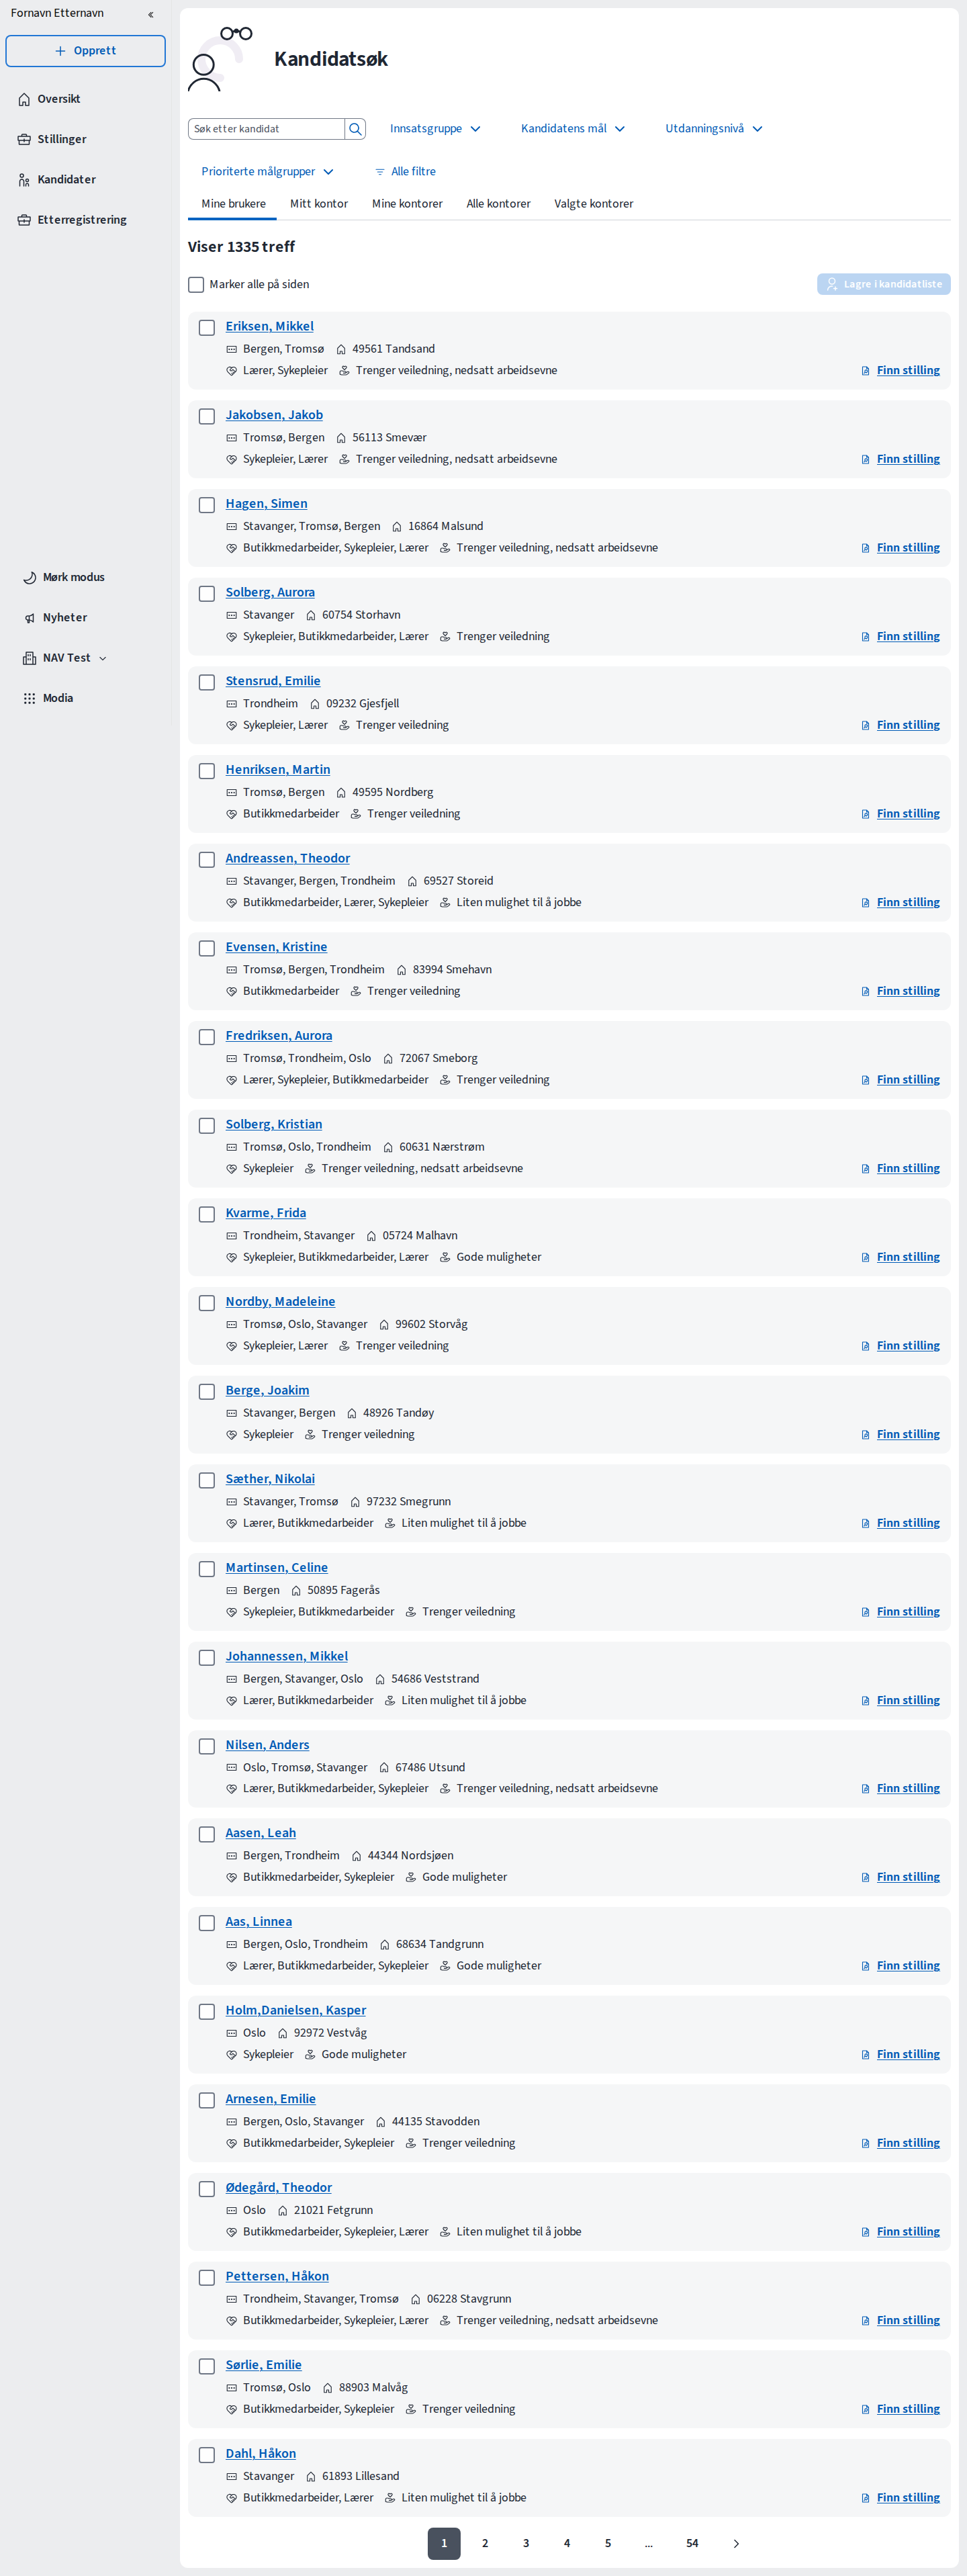 Fornavn Etternavn
Opprett
Oversikt
Stillinger
Kandidater
Etterregistrering
Mørk modus
Nyheter
NAV Test
Modia
Kandidatsøk
Søk etter kandidat
Innsatsgruppe
Kandidatens mål
Utdanningsnivå
Prioriterte målgrupper
Alle filtre
Mine brukere
Mitt kontor
Mine kontorer
Alle kontorer
Valgte kontorer
Viser 1335 treff
Marker alle på siden
Lagre i kandidatliste
Eriksen, Mikkel
Bergen, Tromsø 49561 Tandsand
Lærer, Sykepleier Trenger veiledning, nedsatt arbeidsevne Finn stilling
Jakobsen, Jakob
Tromsø, Bergen 56113 Smevær
Sykepleier, Lærer Trenger veiledning, nedsatt arbeidsevne Finn stilling
Hagen, Simen
Stavanger, Tromsø, Bergen 16864 Malsund
Butikkmedarbeider, Sykepleier, Lærer Trenger veiledning, nedsatt arbeidsevne Finn stilling
Solberg, Aurora
Stavanger 60754 Storhavn
Sykepleier, Butikkmedarbeider, Lærer Trenger veiledning Finn stilling
Stensrud, Emilie
Trondheim 09232 Gjesfjell
Sykepleier, Lærer Trenger veiledning Finn stilling
Henriksen, Martin
Tromsø, Bergen 49595 Nordberg
Butikkmedarbeider Trenger veiledning Finn stilling
Andreassen, Theodor
Stavanger, Bergen, Trondheim 69527 Storeid
Butikkmedarbeider, Lærer, Sykepleier Liten mulighet til å jobbe Finn stilling
Evensen, Kristine
Tromsø, Bergen, Trondheim 83994 Smehavn
Butikkmedarbeider Trenger veiledning Finn stilling
Fredriksen, Aurora
Tromsø, Trondheim, Oslo 72067 Smeborg
Lærer, Sykepleier, Butikkmedarbeider Trenger veiledning Finn stilling
Solberg, Kristian
Tromsø, Oslo, Trondheim 60631 Nærstrøm
Sykepleier Trenger veiledning, nedsatt arbeidsevne Finn stilling
Kvarme, Frida
Trondheim, Stavanger 05724 Malhavn
Sykepleier, Butikkmedarbeider, Lærer Gode muligheter Finn stilling
Nordby, Madeleine
Tromsø, Oslo, Stavanger 99602 Storvåg
Sykepleier, Lærer Trenger veiledning Finn stilling
Berge, Joakim
Stavanger, Bergen 48926 Tandøy
Sykepleier Trenger veiledning Finn stilling
Sæther, Nikolai
Stavanger, Tromsø 97232 Smegrunn
Lærer, Butikkmedarbeider Liten mulighet til å jobbe Finn stilling
Martinsen, Celine
Bergen 50895 Fagerås
Sykepleier, Butikkmedarbeider Trenger veiledning Finn stilling
Johannessen, Mikkel
Bergen, Stavanger, Oslo 54686 Veststrand
Lærer, Butikkmedarbeider Liten mulighet til å jobbe Finn stilling
Nilsen, Anders
Oslo, Tromsø, Stavanger 67486 Utsund
Lærer, Butikkmedarbeider, Sykepleier Trenger veiledning, nedsatt arbeidsevne Finn stilling
Aasen, Leah
Bergen, Trondheim 44344 Nordsjøen
Butikkmedarbeider, Sykepleier Gode muligheter Finn stilling
Aas, Linnea
Bergen, Oslo, Trondheim 68634 Tandgrunn
Lærer, Butikkmedarbeider, Sykepleier Gode muligheter Finn stilling
Holm,Danielsen, Kasper
Oslo 92972 Vestvåg
Sykepleier Gode muligheter Finn stilling
Arnesen, Emilie
Bergen, Oslo, Stavanger 44135 Stavodden
Butikkmedarbeider, Sykepleier Trenger veiledning Finn stilling
Ødegård, Theodor
Oslo 21021 Fetgrunn
Butikkmedarbeider, Sykepleier, Lærer Liten mulighet til å jobbe Finn stilling
Pettersen, Håkon
Trondheim, Stavanger, Tromsø 06228 Stavgrunn
Butikkmedarbeider, Sykepleier, Lærer Trenger veiledning, nedsatt arbeidsevne Finn stilling
Sørlie, Emilie
Tromsø, Oslo 88903 Malvåg
Butikkmedarbeider, Sykepleier Trenger veiledning Finn stilling
Dahl, Håkon
Stavanger 61893 Lillesand
Butikkmedarbeider, Lærer Liten mulighet til å jobbe Finn stilling
1 2 3 4 5 ... 54